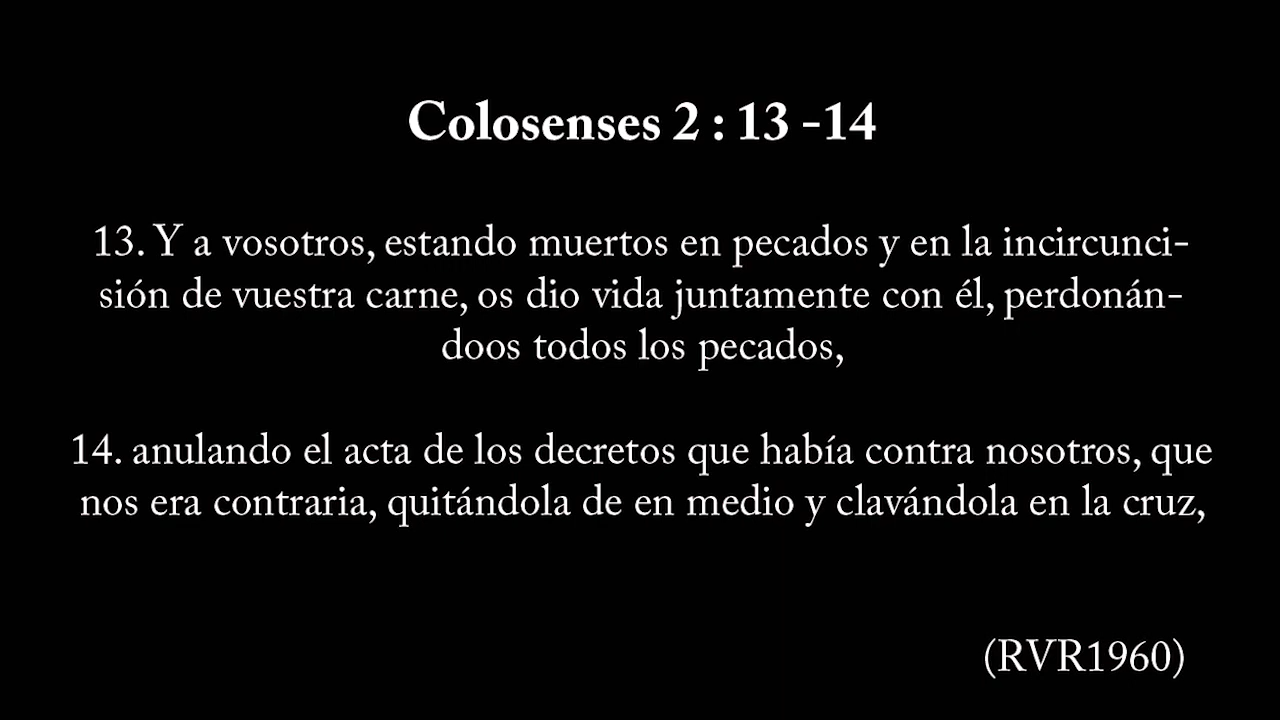 Colosenses 2 : 13 -14
13. Y a vosotros, estando muertos en pecados y en la incircunci-
sión de vuestra carne, os dio vida juntamente con él, perdonán-
doos todos los pecados,
14. anulando el acta de los decretos que había contra nosotros, que
nos era contraria, quitándola de en medio y clavándola en la cruz,
(RVR1960)